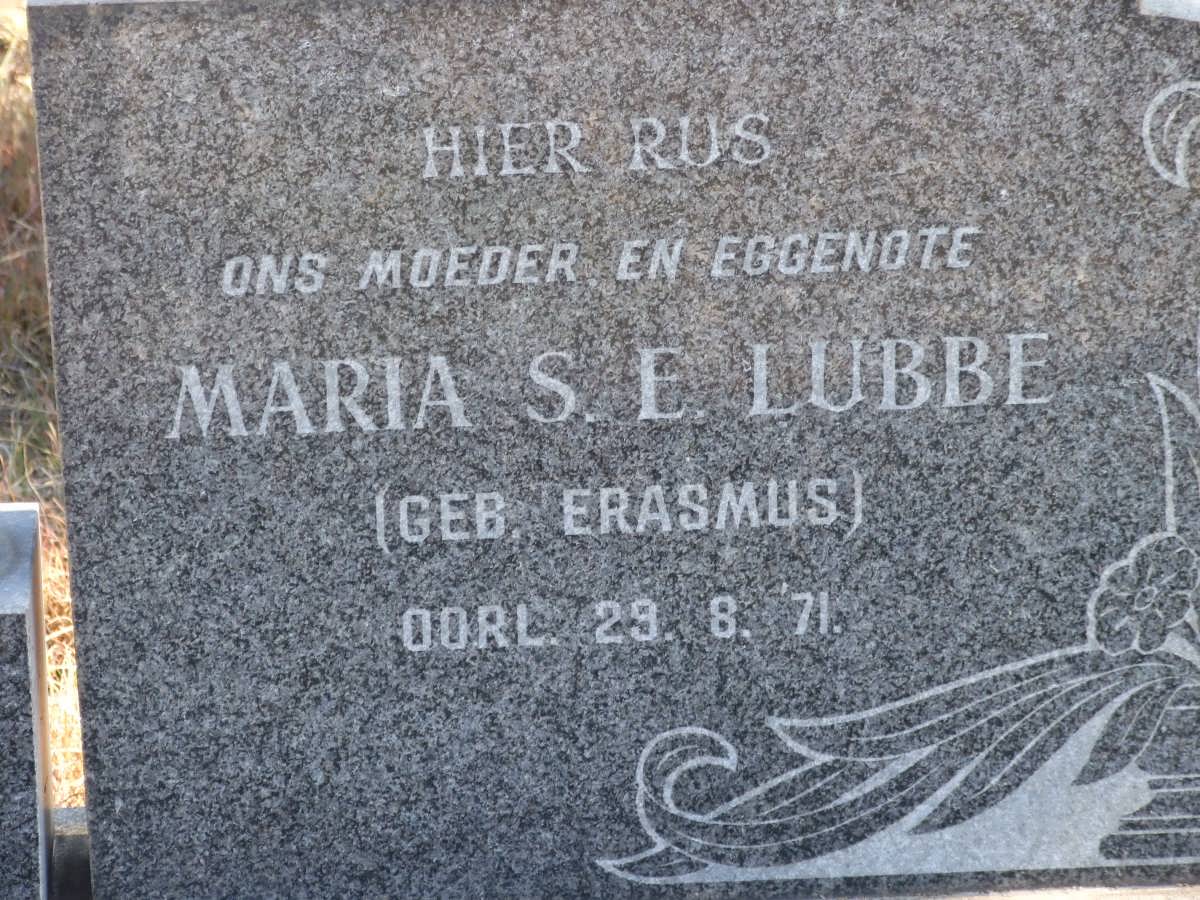 HIER RUS
ONS MOEDER EN EGGENOTE
MARIA S. E. LUBBE
(GEB. ERASMUS)
OORL. 29. 8. '71.